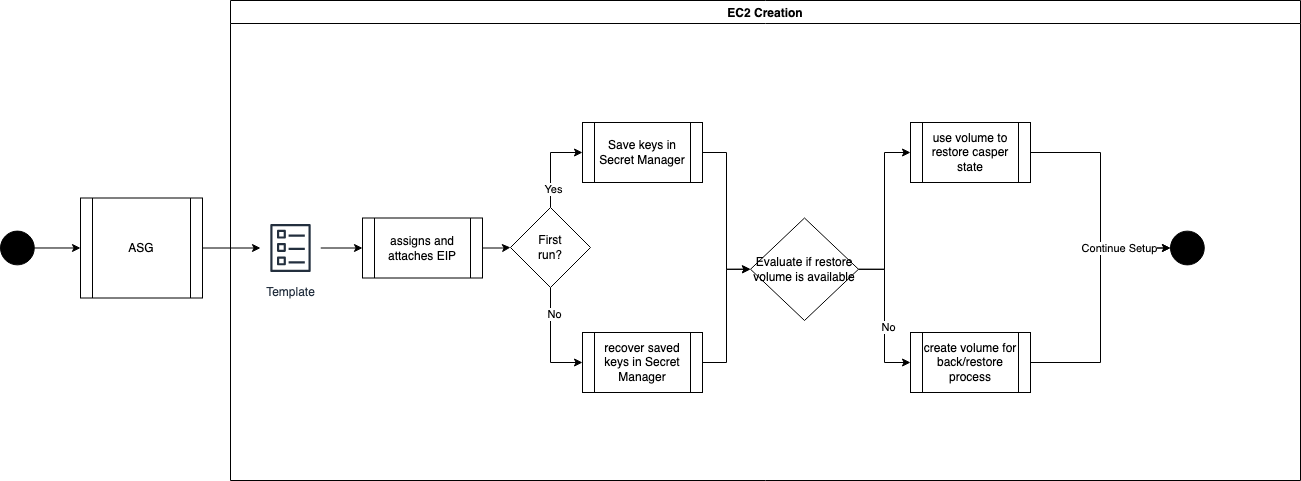 EC2 Creation
ASG
Template
assigns and
attaches EIP
First
run?
Yes
Save keys in
Secret Manager
No
recover saved
keys in Secret
Manager
Evaluate if restore
volume is available
use volume to
restore casper
state
No
create volume for
back/restore
process
Continue Setup